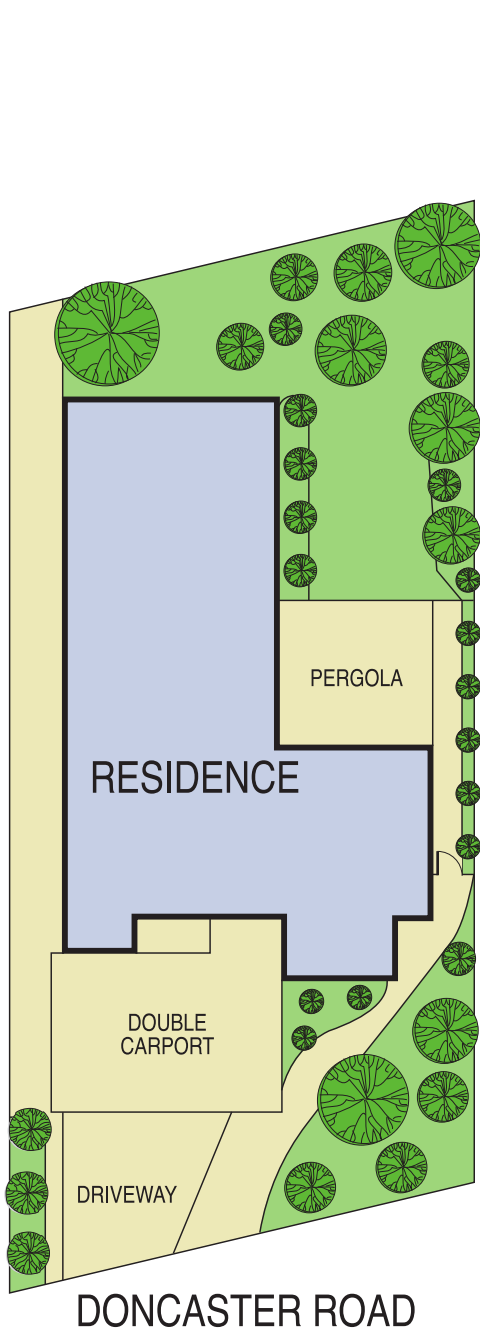 PERGOLA
RESIDENCE
DOUBLE
CARPORT
DRIVEWAY
DONCASTER ROAD